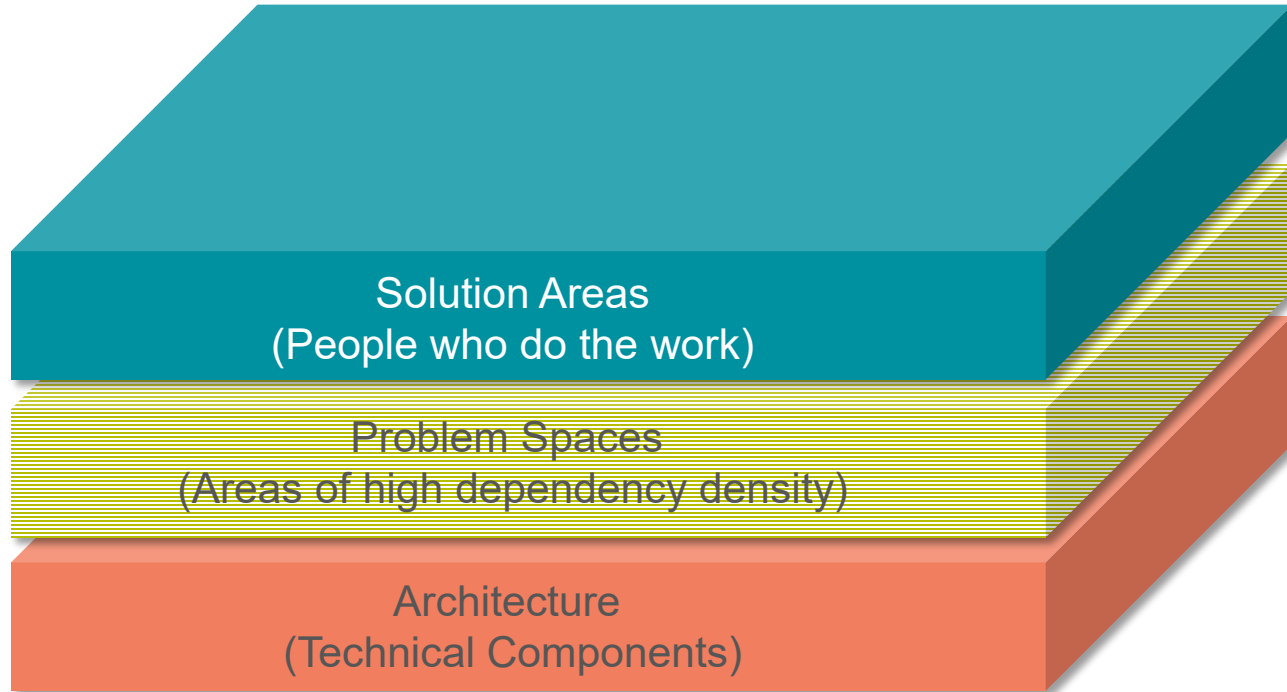 Solution Areas
(People who do the work)
Problem Spaces
(Areas of high dependency density)
Architecture
(Technical Components)